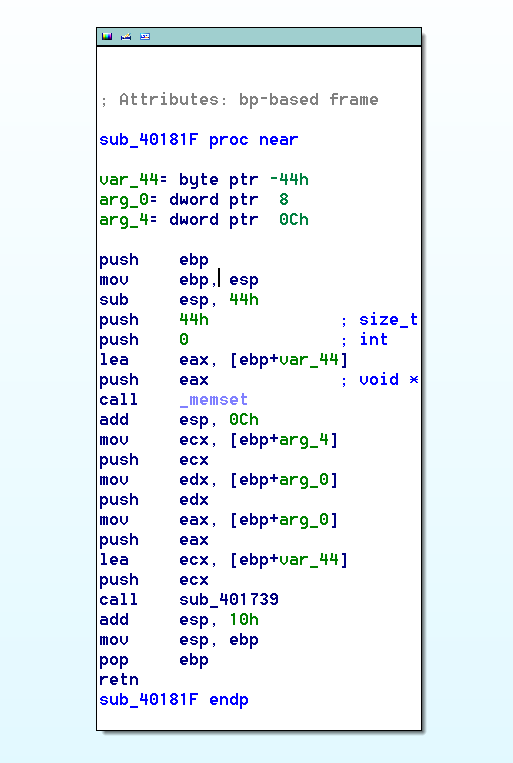 ; Attributes: bp-based frame
sub_40181F proc near
var_44= byte ptr -44h
arg_0= dword ptr  8
arg_4= dword ptr  0Ch
push    ebp
mov     ebp, esp
sub     esp, 44h
push    44h             ; size_t
push    0               ; int
lea     eax, [ebp+var_44]
push    eax             ; void *
call    _memset
add     esp, 0Ch
mov     ecx, [ebp+arg_4]
push    ecx
mov     edx, [ebp+arg_0]
push    edx
mov     eax, [ebp+arg_0]
push    eax
lea     ecx, [ebp+var_44]
push    ecx
call    sub_401739
add     esp, 10h
mov     esp, ebp
pop     ebp
retn
sub_40181F endp